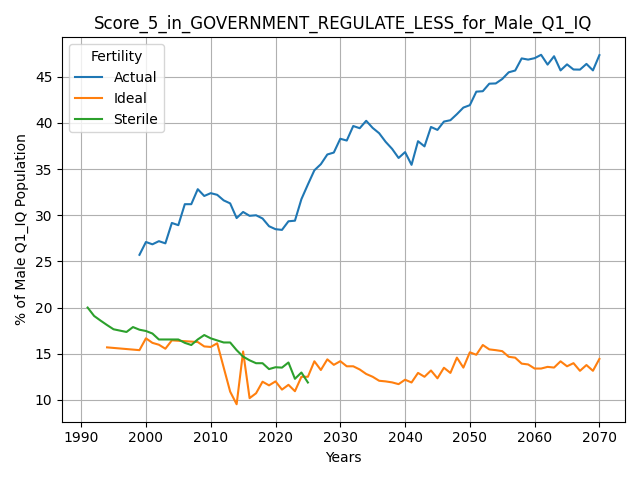 Score_5_in_GOVERNMENT_REGULATE_LESS_for_Male_Q1_IQ
Fertility
Actual
Ideal
Sterile
% of Male Q1_IQ Population
45
40
35
30
25
20
15
10
1990 2000 2010 2020 2030 2040 2050 2060 2070
Years